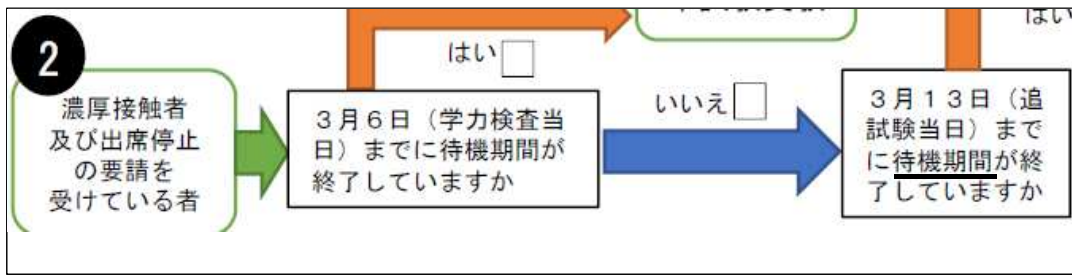 2
濃厚接触者
及び出席停止
の要請を
受けている者
はい
３月６日（学力検査当
日）までに待機期間が
終了していますか
いいえ
はい
３月１３日（追
試験当日）まで
に待機期間が終
了していますか